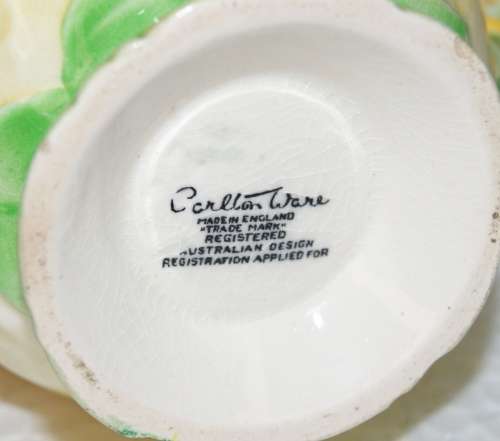 Carlton Ware
MADE IN ENGLAND
"TRADE MARK"
REGISTERED
AUSTRALIAN DESIGN
REGISTRATION APPLIED FOR